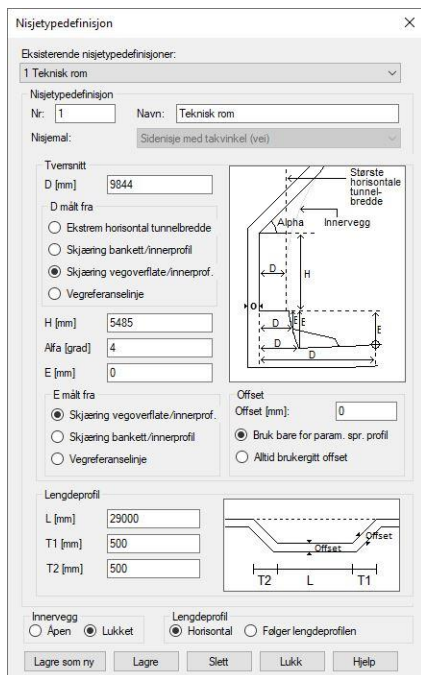 Nisjetypedefinisjon
Eksisterende nisjetypedefinisjoner:
1 Teknisk rom
Nisjetypedefinisjon
Nr: 1 Navn: Teknisk rom
Nisjemal: Sidenisje med takvinkel (vei)
Tverrsnitt
D [mm] 9844
D målt fra
Ekstrem horisontal tunnelbredde
Skjæring bankett/innerprofil
Skjæring vegoverflate/innerprof.
Vegreferanselinje
H [mm] 5485
Alfa [grad] 4
E [mm] 0
E målt fra
Skjæring vegoverflate/innerprof.
Skjæring bankett/innerprofil
Vegreferanselinje
Største
horisontale
tunnel-
bredde
Alpha Innervegg
D H
O E
D E E
D
D
Offset
Offset [mm]: 0
Bruk bare for param. spr. profil
Alltid brukergitt offset
Lengdeprofil
L [mm] 29000
T1 [mm] 500
T2 [mm] 500
Offset
Offset
T2 L T1
Innervegg
Åpen Lukket
Lengdeprofil
Horisontal Følger lengdeprofilen
Lagre som ny Lagre Slett Lukk Hjelp